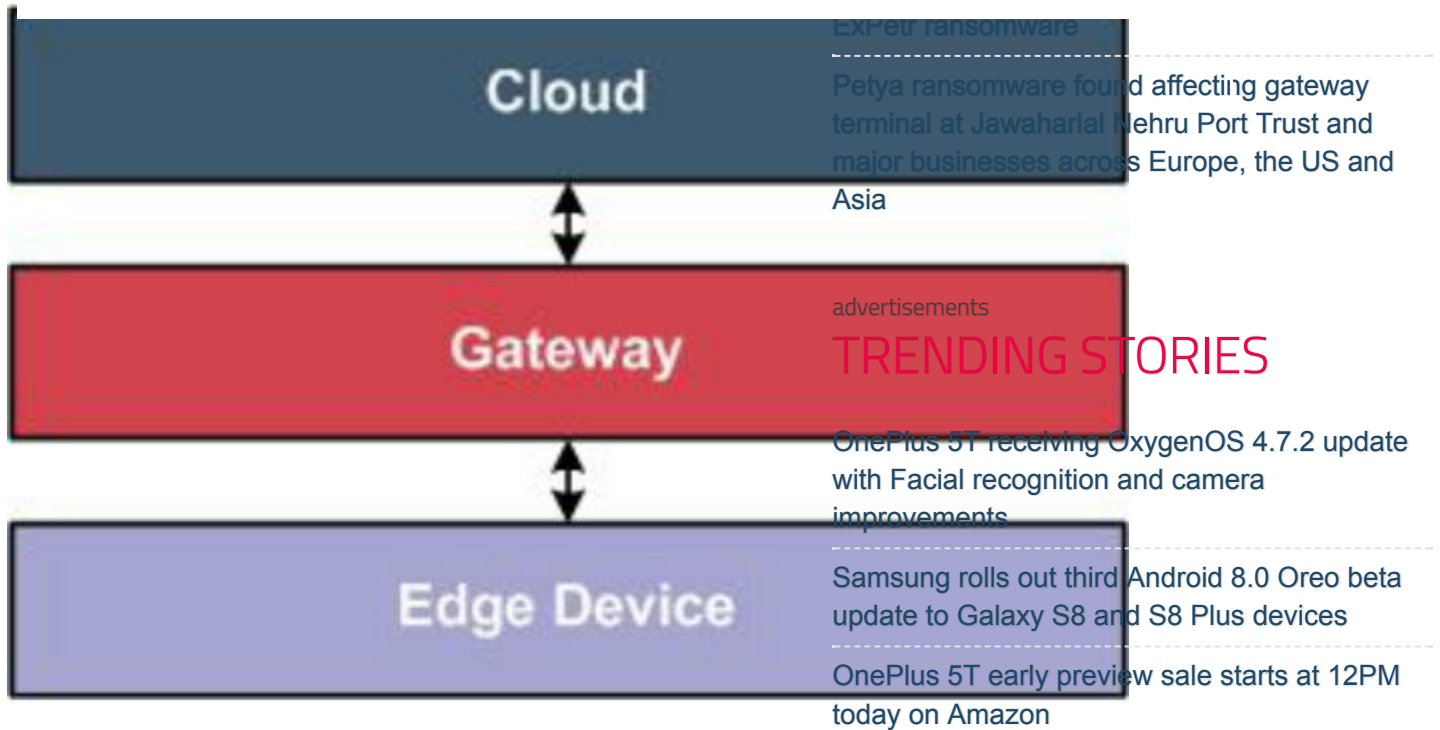 Cloud
Gateway
Edge Device
ExPetr ransomware
Petya ransomware found affecting gateway
terminal at Jawaharlal Nehru Port Trust and
major businesses across Europe, the US and
Asia
advertisements
TRENDING STORIES
OnePlus 5T receiving OxygenOS 4.7.2 update
with Facial recognition and camera
improvements
Samsung rolls out third Android 8.0 Oreo beta
update to Galaxy S8 and S8 Plus devices
OnePlus 5T early preview sale starts at 12PM
today on Amazon